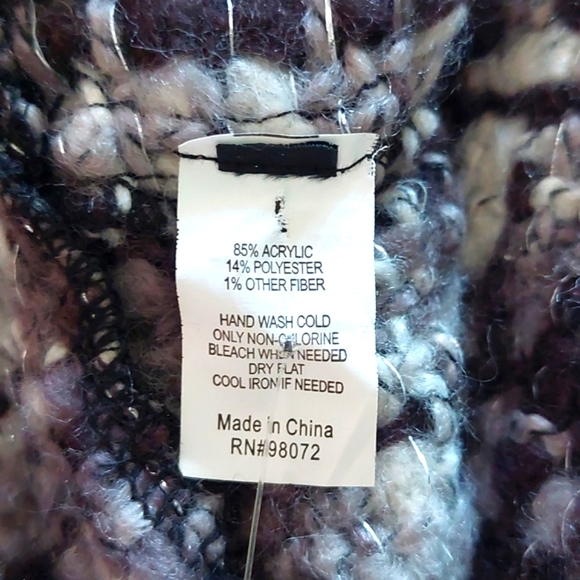 85% ACRYLIC
14% POLYESTER
1% OTHER FIBER
HAND WASH COLD
ONLY NON-CHLORINE
BLEACH WHEN NEEDED
DRY FLAT
COOL IRON IF NEEDED
Made in China
RN#98072